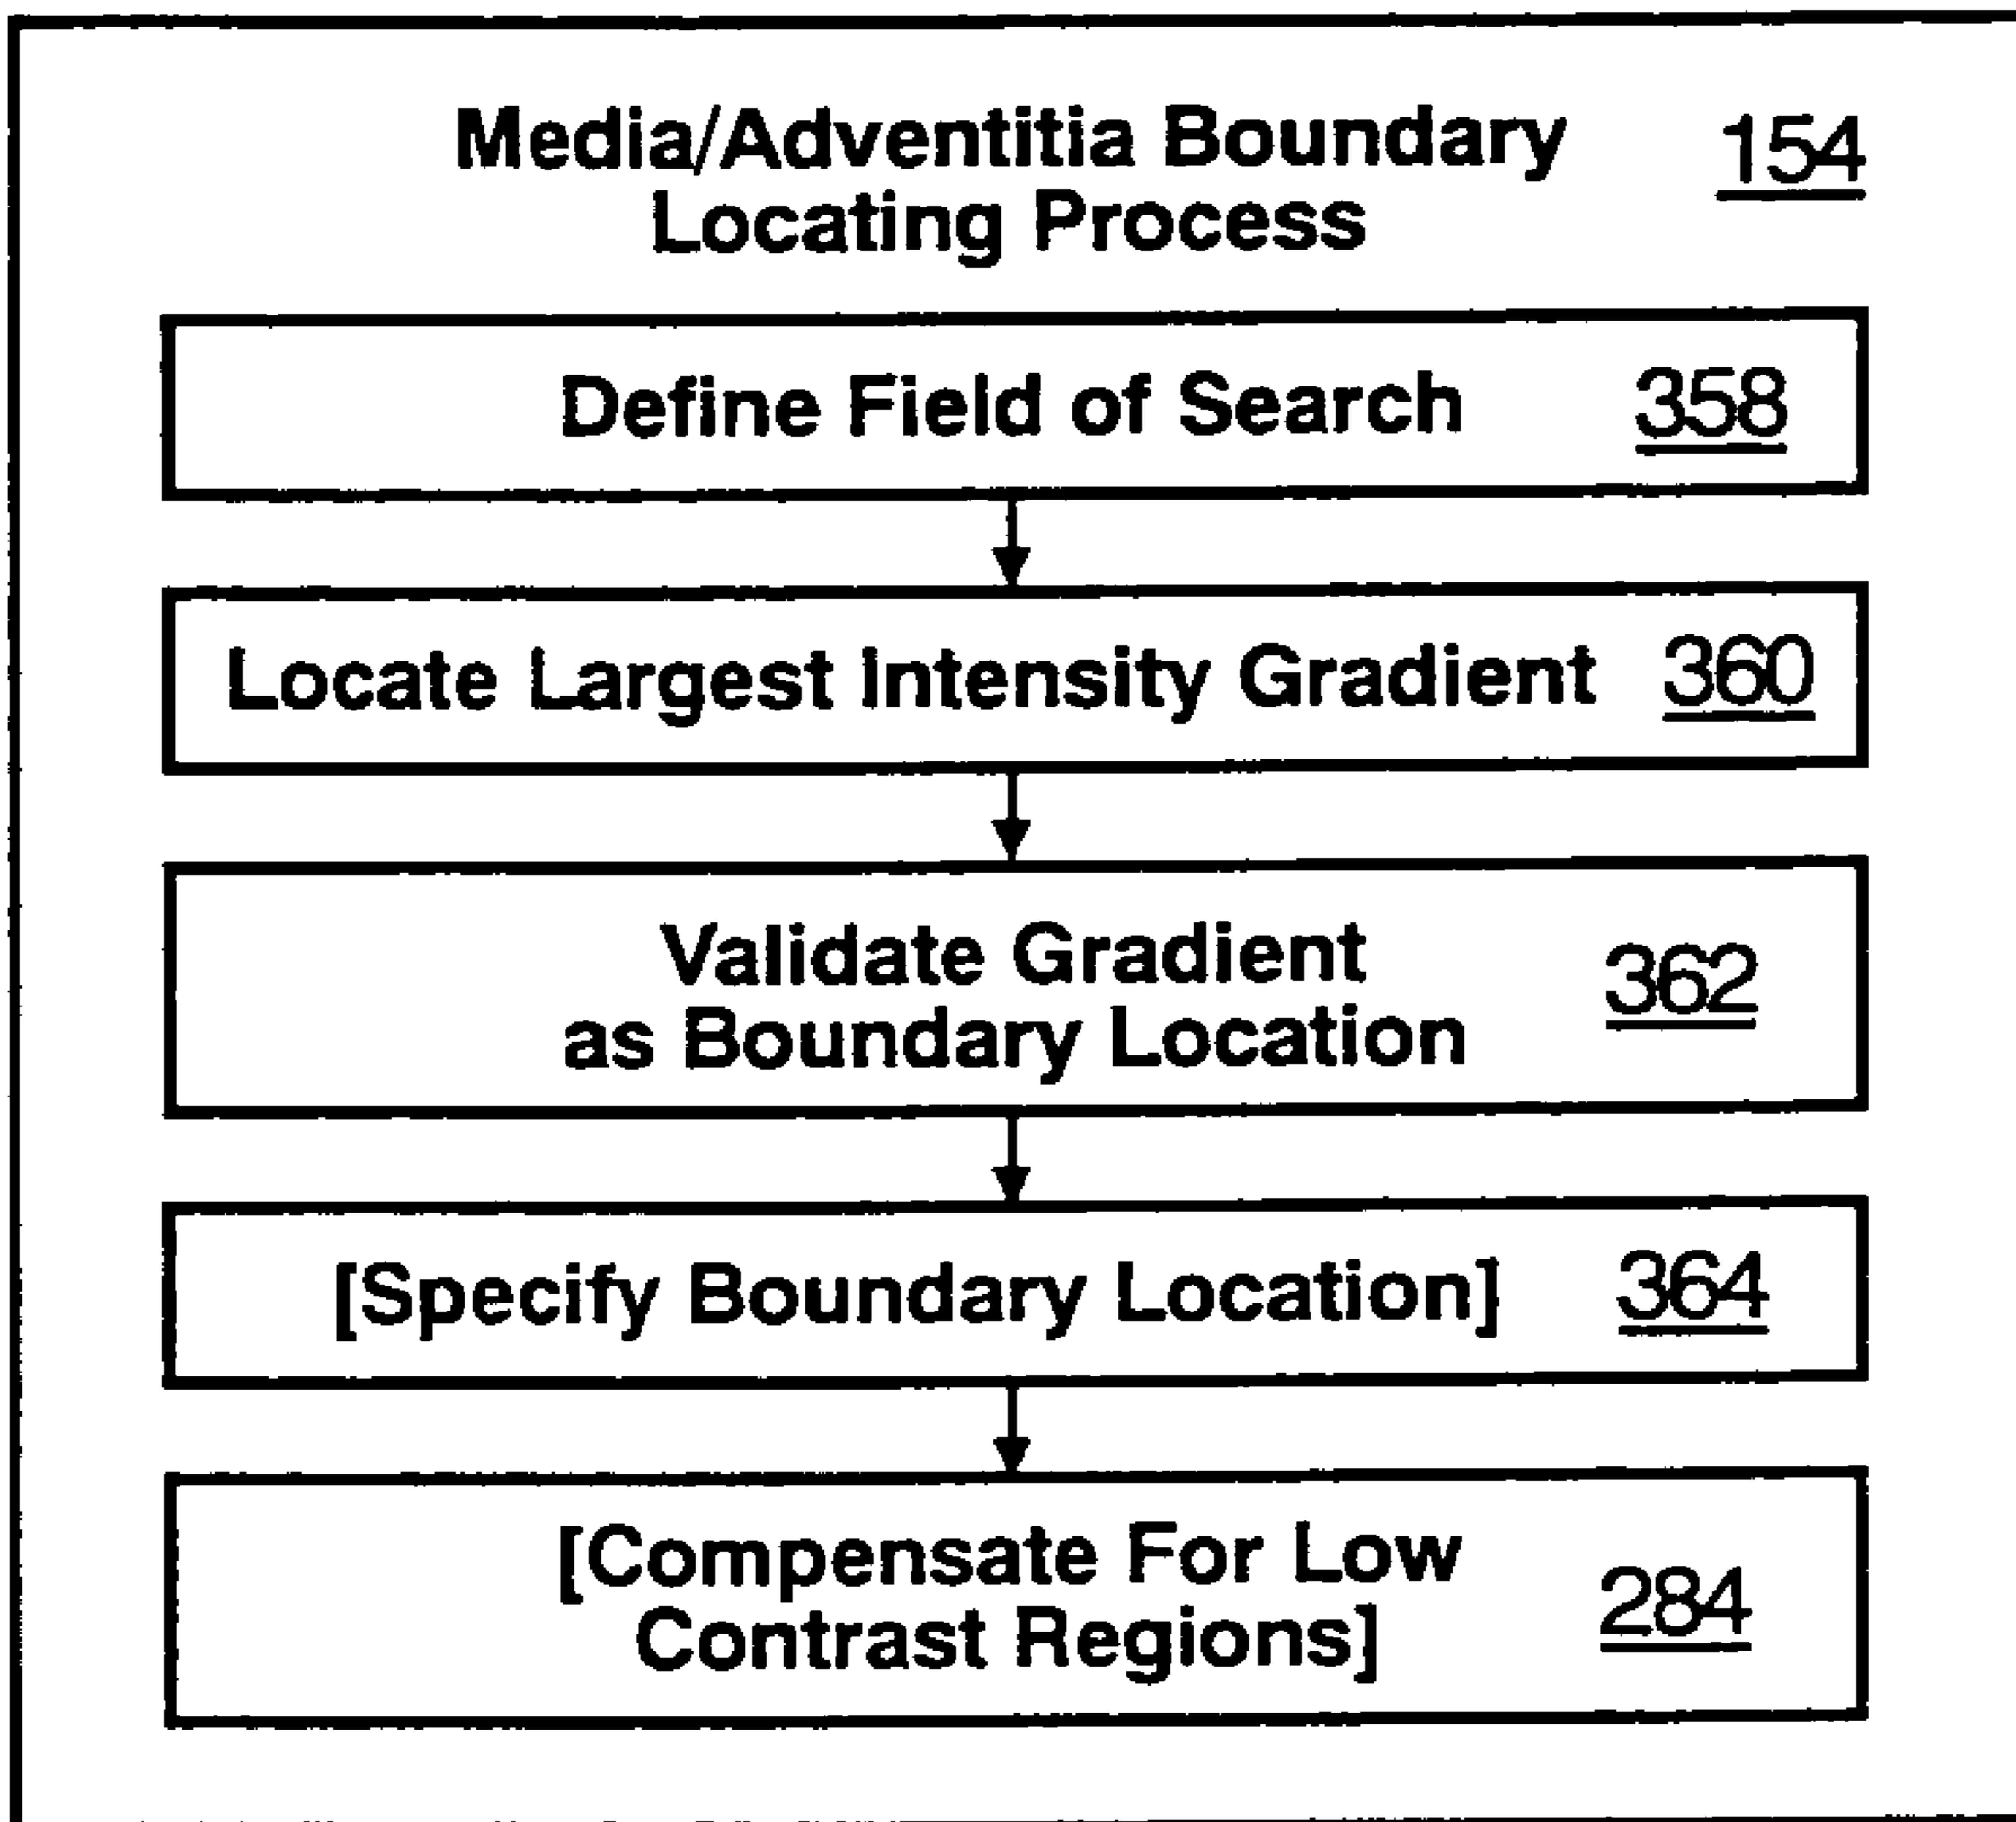 Media/Adventitia Boundary 154
Locating Process
Define Field of Search 358
Locate Largest Intensity Gradient 360
Validate Gradient 362
as Boundary Location
[Specify Boundary Location] 364
[Compensate For Low 284
Contrast Regions]